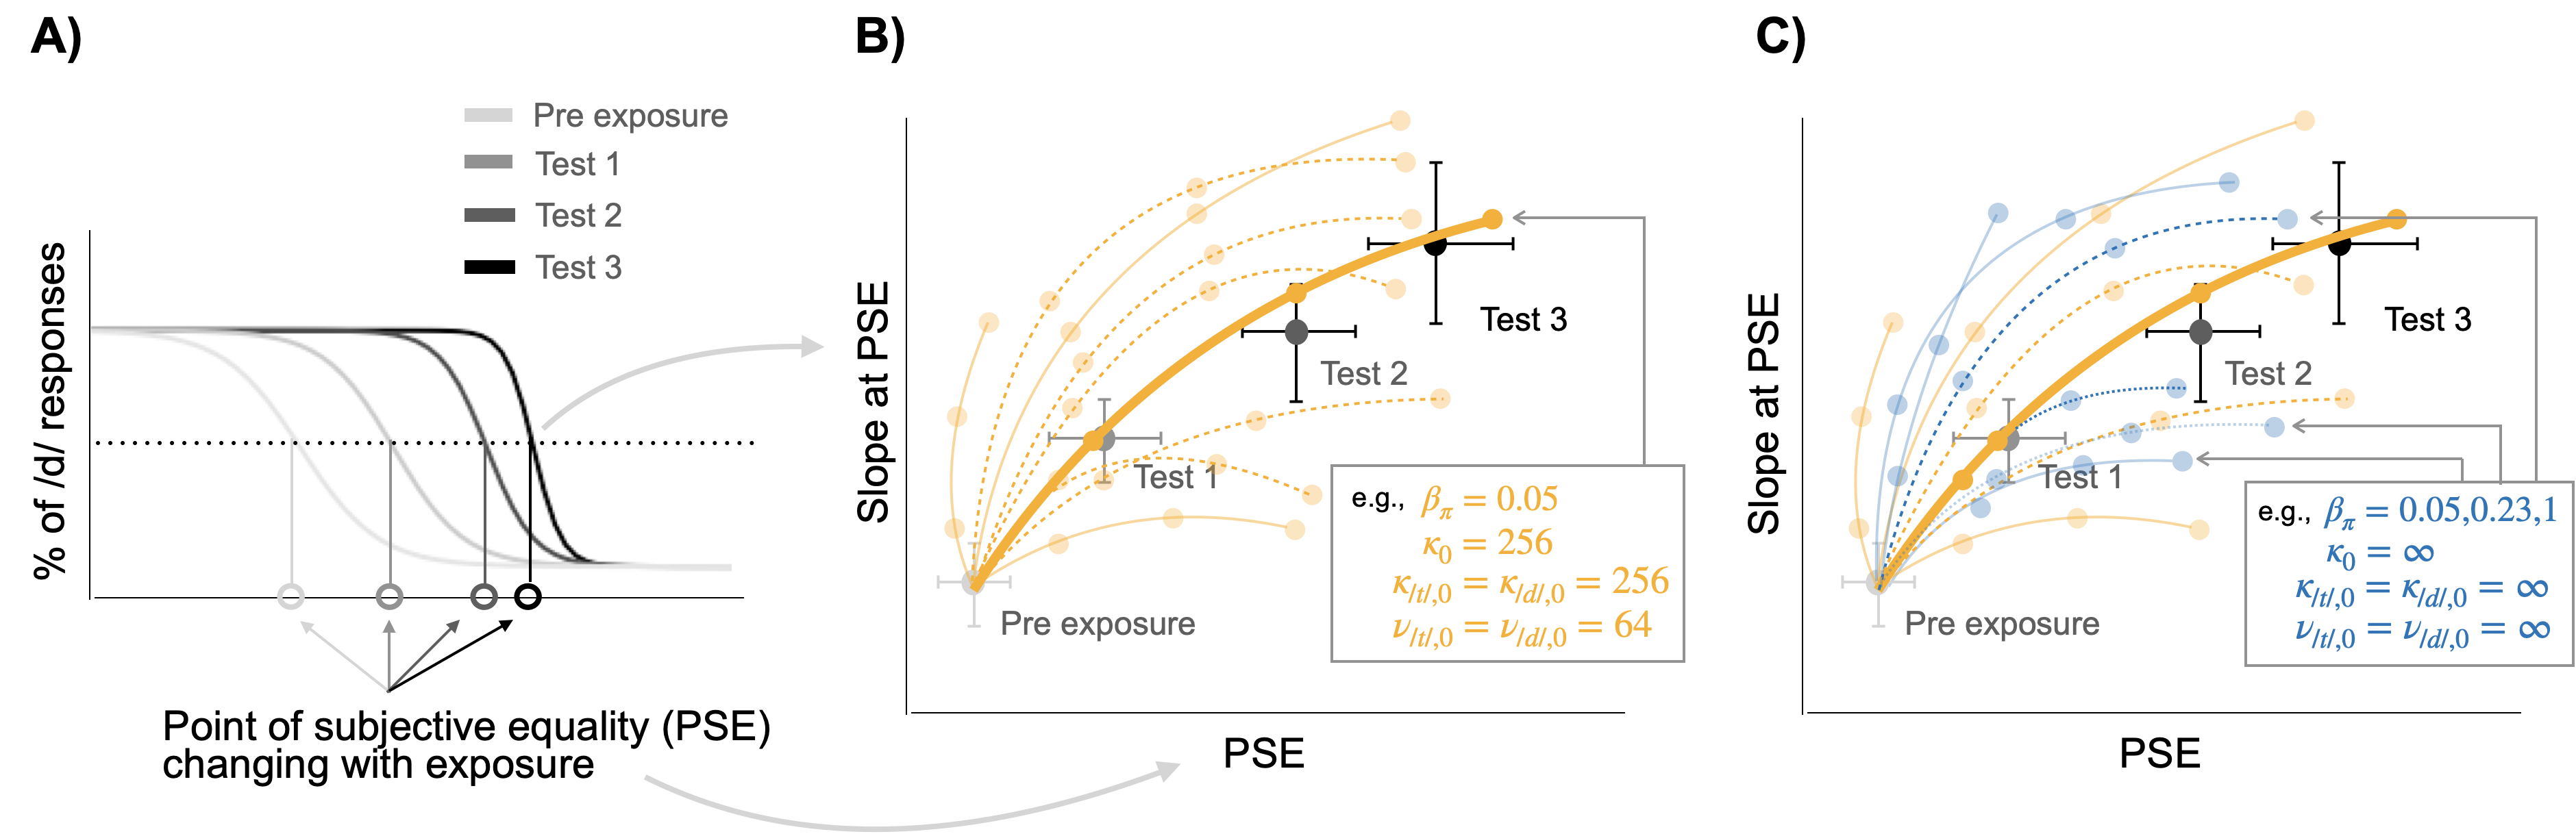 A)
Pre exposure
Test 1
Test 2
Test 3
% of /d/ responses
Point of subjective equality (PSE)
changing with exposure
B)
Slope at PSE
Test 3
Test 2
Test 1
Pre exposure
e.g., β_π = 0.05
κ_0 = 256
κ_/t/,0 = κ_/d/,0 = 256
ν_/t/,0 = ν_/d/,0 = 64
PSE
C)
Slope at PSE
Test 3
Test 2
Test 1
Pre exposure
e.g., β_π = 0.05,0.23,1
κ_0 = ∞
κ_/t/,0 = κ_/d/,0 = ∞
ν_/t/,0 = ν_/d/,0 = ∞
PSE